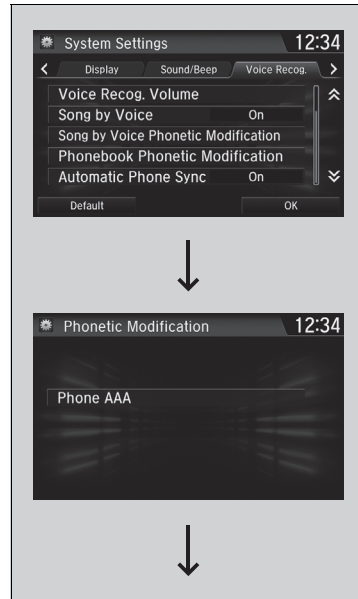 System Settings 12:34
Display Sound/Beep Voice Recog.
Voice Recog. Volume
Song by Voice On
Song by Voice Phonetic Modification
Phonebook Phonetic Modification
Automatic Phone Sync On
Default OK
Phonetic Modification 12:34
Phone AAA